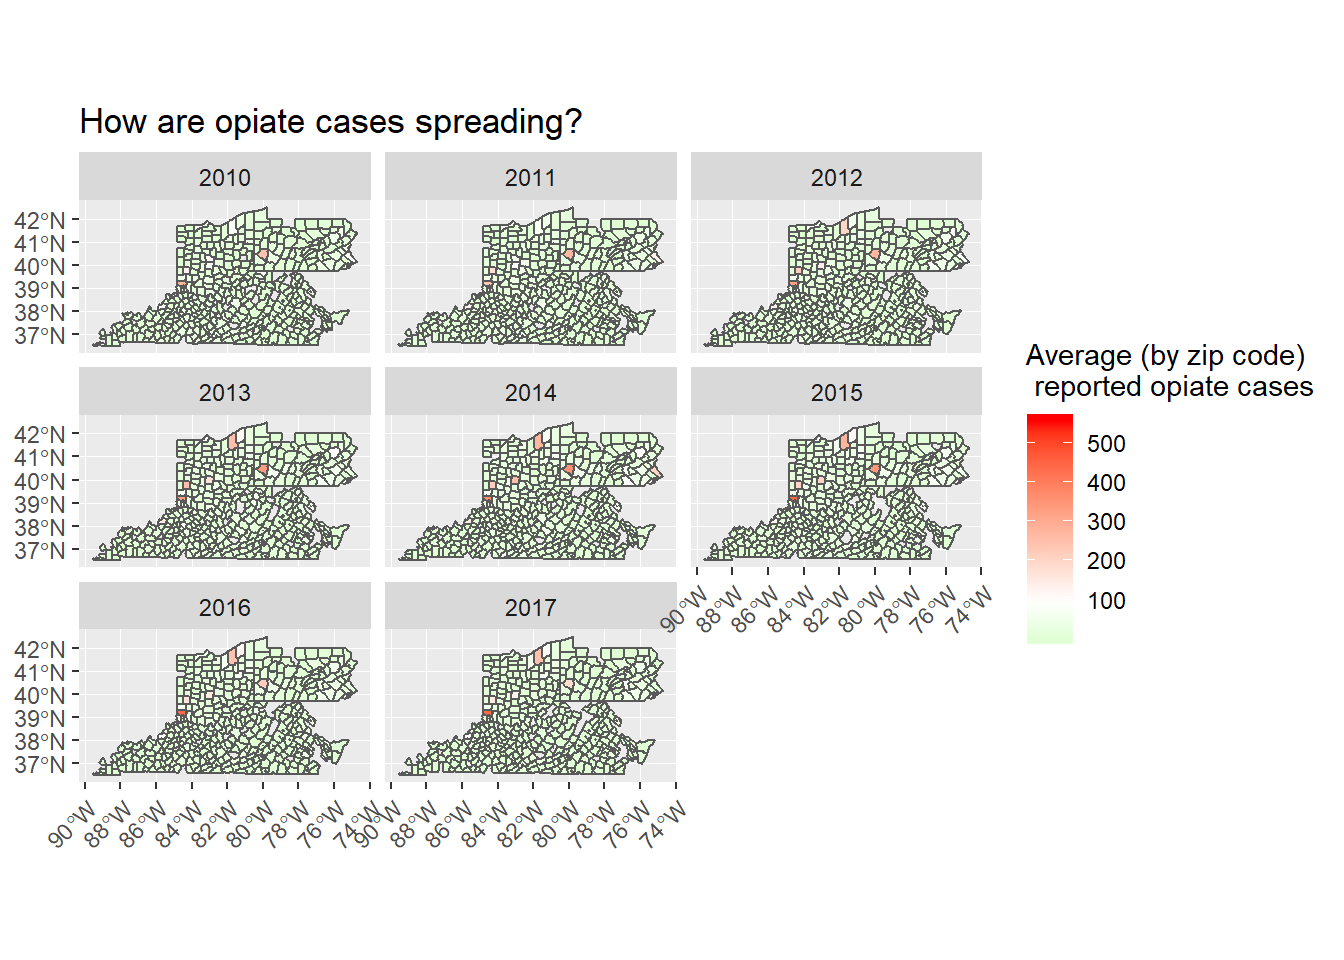 How are opiate cases spreading?
2010
2011
2012
42°N
41°N
40°N
39°N
38°N
37°N
2013
2014
2015
42°N
41°N
40°N
39°N
38°N
37°N
90°W
88°W
86°W
84°W
82°W
80°W
78°W
76°W
74°W
2016
2017
42°N
41°N
40°N
39°N
38°N
37°N
90°W
88°W
86°W
84°W
82°W
80°W
78°W
76°W
74°W
90°W
88°W
86°W
84°W
82°W
80°W
78°W
76°W
74°W
Average (by zip code)
reported opiate cases
500
400
300
200
100